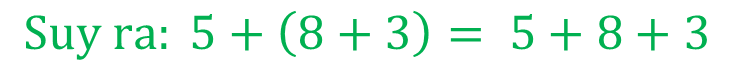 Suy ra: 5 + (8 + 3) = 5 + 8 + 3